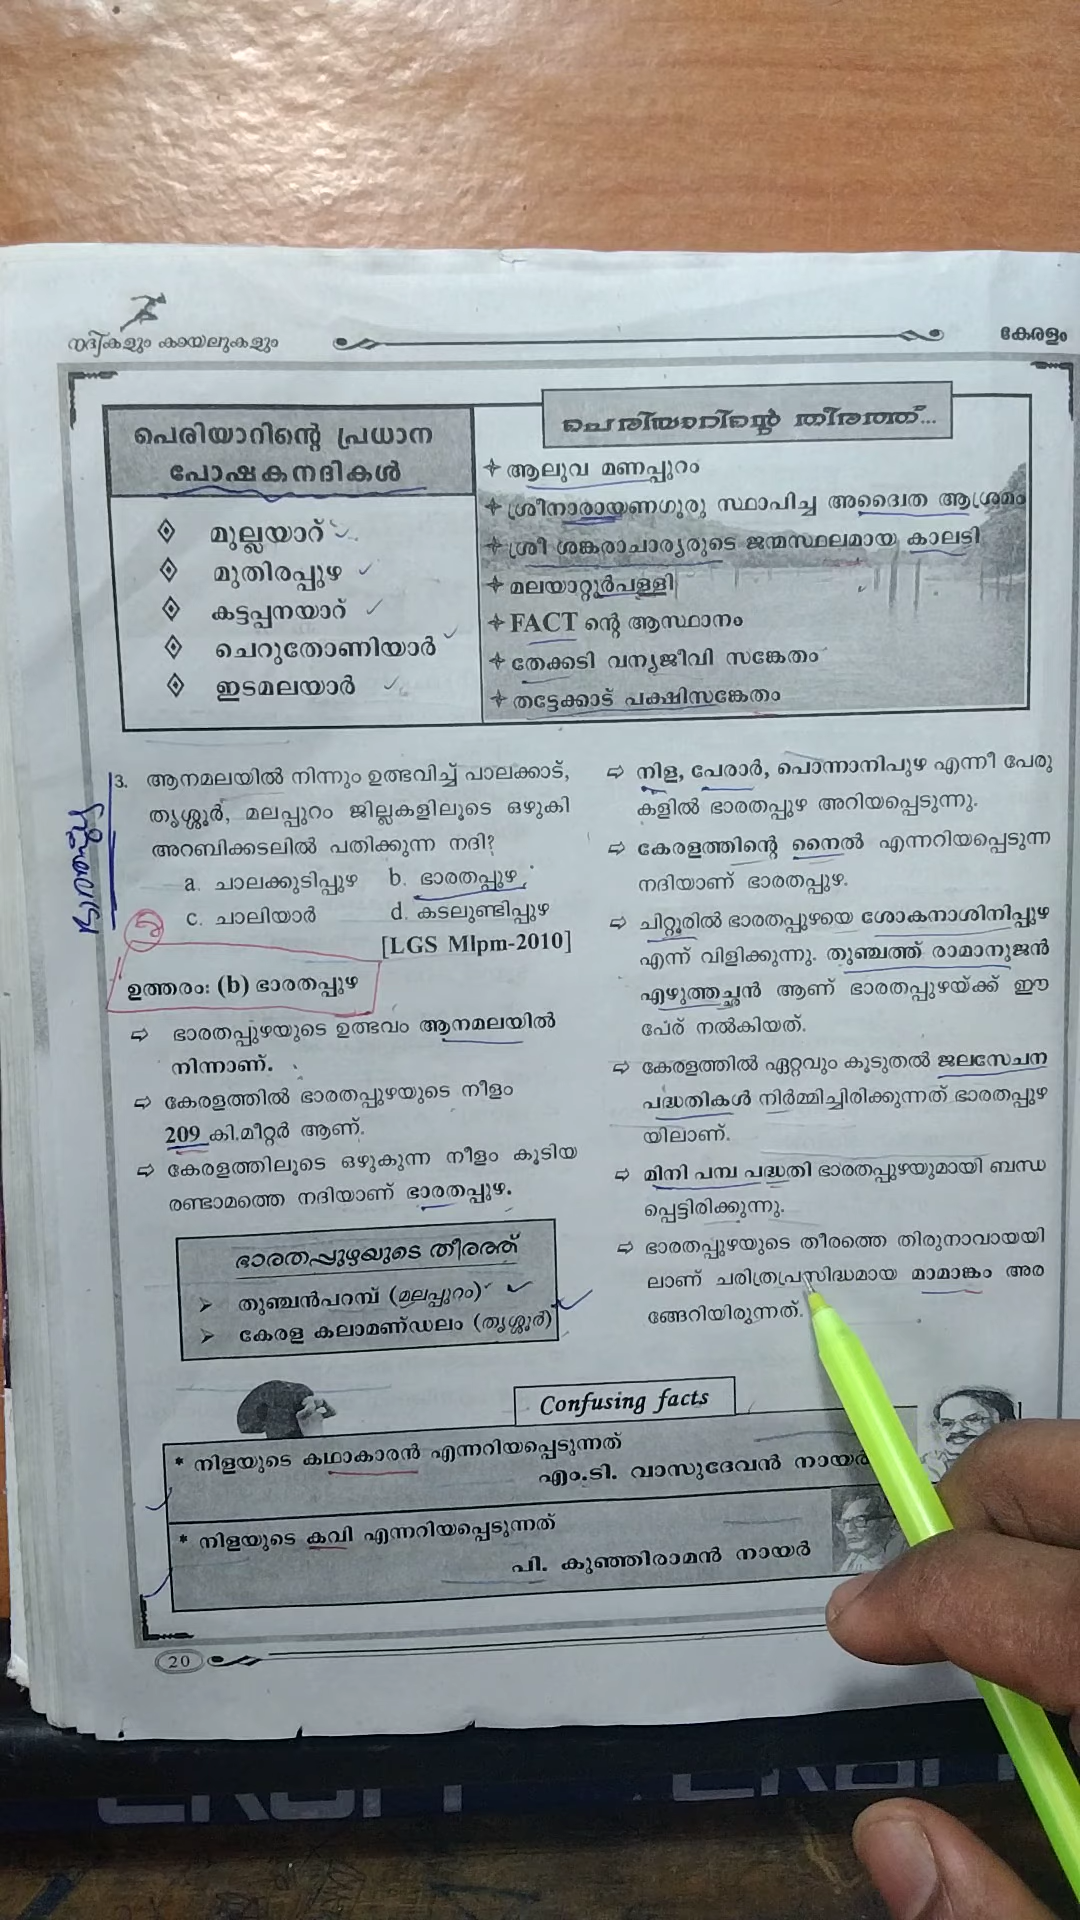 നദികളും കായലുകളും
കേരളം
പെരിയാറിന്റെ പ്രധാന
പോഷകനദികൾ
◈ മുല്ലയാറ്
◈ മുതിരപ്പുഴ
◈ കട്ടപ്പനയാറ്
◈ ചെറുതോണിയാർ
◈ ഇടമലയാർ
പെരിയാറിന്റെ തീരത്ത്...
ആലുവ മണപ്പുറം
ശ്രീനാരായണഗുരു സ്ഥാപിച്ച അദ്വൈത ആശ്രമം
ശ്രീ ശങ്കരാചാര്യരുടെ ജന്മസ്ഥലമായ കാലടി
മലയാറ്റൂർപള്ളി
FACT ന്റെ ആസ്ഥാനം
തേക്കടി വന്യജീവി സങ്കേതം
തട്ടേക്കാട് പക്ഷിസങ്കേതം
3. ആനമലയിൽ നിന്നും ഉത്ഭവിച്ച് പാലക്കാട്,
തൃശ്ശൂർ, മലപ്പുറം ജില്ലകളിലൂടെ ഒഴുകി
അറബിക്കടലിൽ പതിക്കുന്ന നദി?
a. ചാലക്കുടിപ്പുഴ b. ഭാരതപ്പുഴ
c. ചാലിയാർ d. കടലുണ്ടിപ്പുഴ
[LGS Mlpm-2010]
ഉത്തരം: (b) ഭാരതപ്പുഴ
⇨ ഭാരതപ്പുഴയുടെ ഉത്ഭവം ആനമലയിൽ
നിന്നാണ്.
⇨ കേരളത്തിൽ ഭാരതപ്പുഴയുടെ നീളം
209 കി.മീറ്റർ ആണ്.
⇨ കേരളത്തിലൂടെ ഒഴുകുന്ന നീളം കൂടിയ
രണ്ടാമത്തെ നദിയാണ് ഭാരതപ്പുഴ.
ഭാരതപ്പുഴയുടെ തീരത്ത്
➢ തുഞ്ചൻപറമ്പ് (മലപ്പുറം)
➢ കേരള കലാമണ്ഡലം (തൃശ്ശൂർ)
⇨ നിള, പേരാർ, പൊന്നാനിപുഴ എന്നീ പേരു
കളിൽ ഭാരതപ്പുഴ അറിയപ്പെടുന്നു.
⇨ കേരളത്തിന്റെ നൈൽ എന്നറിയപ്പെടുന്ന
നദിയാണ് ഭാരതപ്പുഴ.
⇨ ചിറ്റൂരിൽ ഭാരതപ്പുഴയെ ശോകനാശിനിപ്പുഴ
എന്ന് വിളിക്കുന്നു. തുഞ്ചത്ത് രാമാനുജൻ
എഴുത്തച്ഛൻ ആണ് ഭാരതപ്പുഴയ്ക്ക് ഈ
പേര് നൽകിയത്.
⇨ കേരളത്തിൽ ഏറ്റവും കൂടുതൽ ജലസേചന
പദ്ധതികൾ നിർമ്മിച്ചിരിക്കുന്നത് ഭാരതപ്പുഴ
യിലാണ്.
⇨ മിനി പമ്പ പദ്ധതി ഭാരതപ്പുഴയുമായി ബന്ധ
പ്പെട്ടിരിക്കുന്നു.
⇨ ഭാരതപ്പുഴയുടെ തീരത്തെ തിരുനാവായയി
ലാണ് ചരിത്രപ്രസിദ്ധമായ മാമാങ്കം അര
ങ്ങേറിയിരുന്നത്.
Confusing facts
* നിളയുടെ കഥാകാരൻ എന്നറിയപ്പെടുന്നത്
എം.ടി. വാസുദേവൻ നായർ
* നിളയുടെ കവി എന്നറിയപ്പെടുന്നത്
പി. കുഞ്ഞിരാമൻ നായർ
20